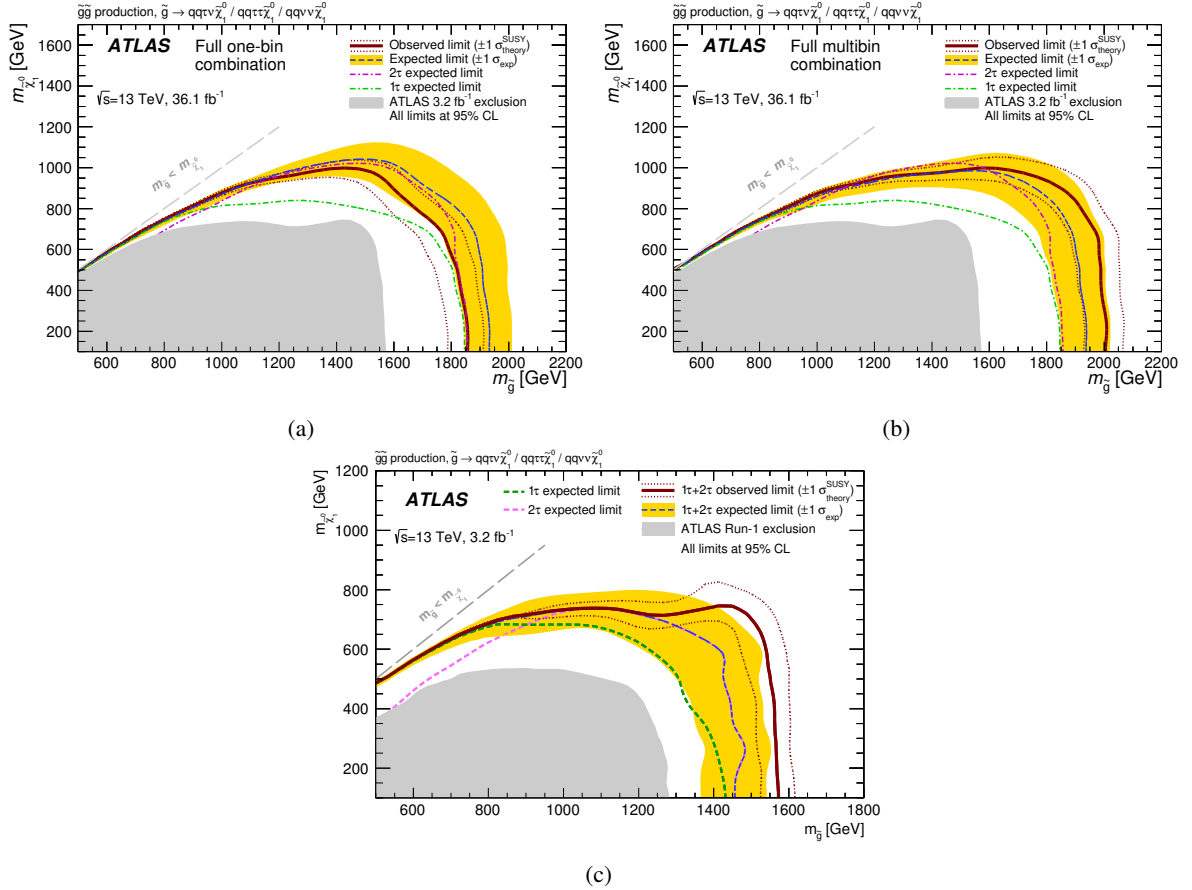 g̃g̃ production, g̃ → qqτνχ̃₁⁰ / qqττχ̃₁⁰ / qqννχ̃₁⁰
ATLAS Full one-bin combination
√s=13 TeV, 36.1 fb⁻¹
Observed limit (±1 σ_theory^SUSY)
Expected limit (±1 σ_exp)
2τ expected limit
1τ expected limit
ATLAS 3.2 fb⁻¹ exclusion
All limits at 95% CL
m_g̃ < m_χ̃₁⁰
m_χ̃₁⁰ [GeV]
1600
1400
1200
1000
800
600
400
200
600 800 1000 1200 1400 1600 1800 2000 2200
m_g̃ [GeV]
(a)
g̃g̃ production, g̃ → qqτνχ̃₁⁰ / qqττχ̃₁⁰ / qqννχ̃₁⁰
ATLAS Full multibin combination
√s=13 TeV, 36.1 fb⁻¹
Observed limit (±1 σ_theory^SUSY)
Expected limit (±1 σ_exp)
2τ expected limit
1τ expected limit
ATLAS 3.2 fb⁻¹ exclusion
All limits at 95% CL
m_g̃ < m_χ̃₁⁰
m_χ̃₁⁰ [GeV]
1600
1400
1200
1000
800
600
400
200
600 800 1000 1200 1400 1600 1800 2000 2200
m_g̃ [GeV]
(b)
g̃g̃ production, g̃ → qqτνχ̃₁⁰ / qqττχ̃₁⁰ / qqννχ̃₁⁰
ATLAS
√s=13 TeV, 3.2 fb⁻¹
1τ expected limit
2τ expected limit
1τ+2τ observed limit (±1 σ_theory^SUSY)
1τ+2τ expected limit (±1 σ_exp)
ATLAS Run-1 exclusion
All limits at 95% CL
m_g̃ < m_χ̃₁⁰
m_χ̃₁⁰ [GeV]
1200
1000
800
600
400
200
600 800 1000 1200 1400 1600 1800
m_g̃ [GeV]
(c)